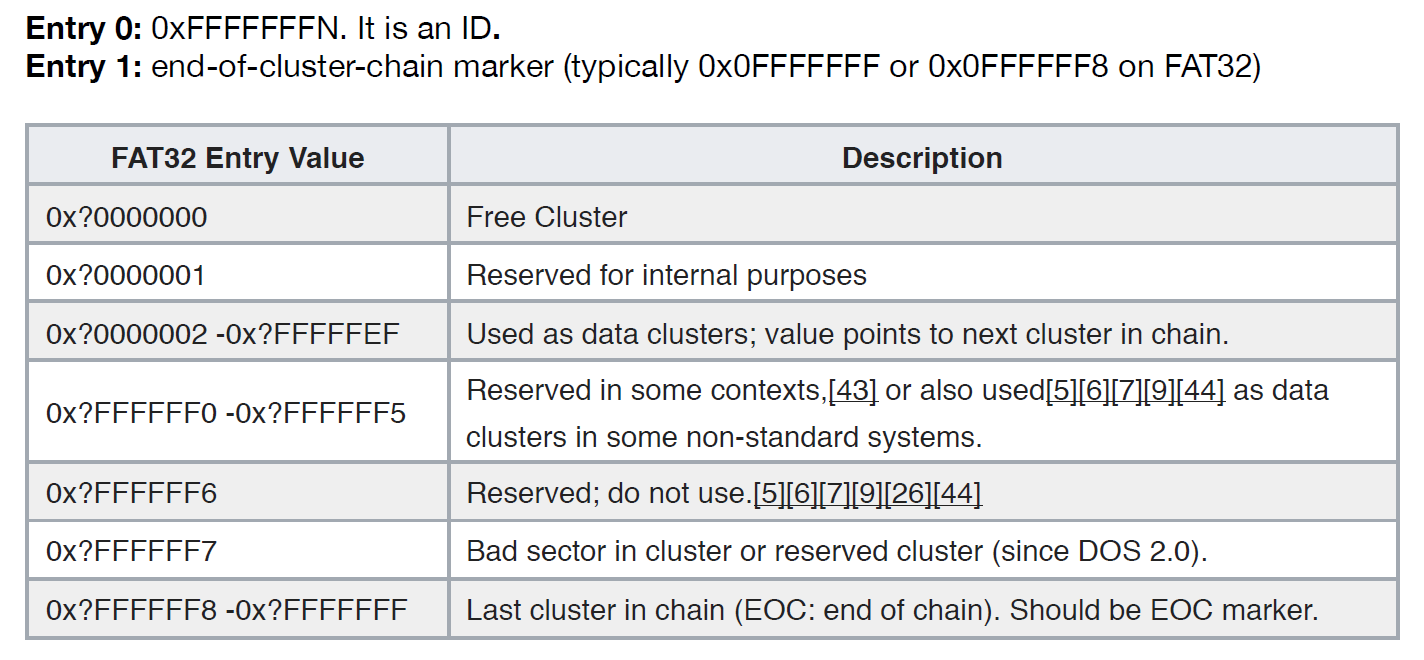 Entry 0: 0xFFFFFFFN. It is an ID.
Entry 1: end-of-cluster-chain marker (typically 0x0FFFFFFF or 0x0FFFFFF8 on FAT32)
FAT32 Entry Value Description
0x?0000000 Free Cluster
0x?0000001 Reserved for internal purposes
0x?0000002 -0x?FFFFFEF Used as data clusters; value points to next cluster in chain.
0x?FFFFFF0 -0x?FFFFFF5 Reserved in some contexts,[43] or also used[5][6][7][9][44] as data
clusters in some non-standard systems.
0x?FFFFFF6 Reserved; do not use.[5][6][7][9][26][44]
0x?FFFFFF7 Bad sector in cluster or reserved cluster (since DOS 2.0).
0x?FFFFFF8 -0x?FFFFFFF Last cluster in chain (EOC: end of chain). Should be EOC marker.